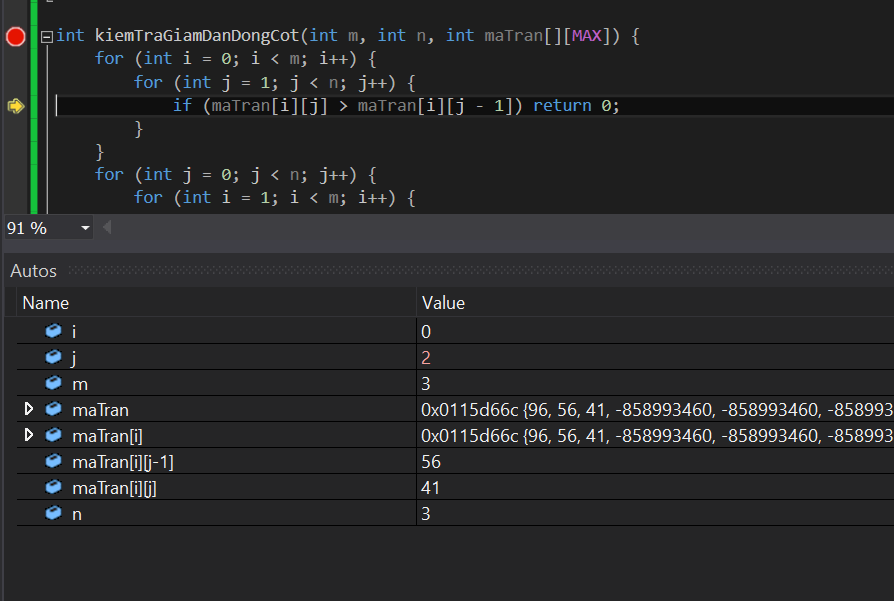 int kiemTraGiamDanDongCot(int m, int n, int maTran[][MAX]) {
for (int i = 0; i < m; i++) {
for (int j = 1; j < n; j++) {
if (maTran[i][j] > maTran[i][j - 1]) return 0;
}
}
for (int j = 0; j < n; j++) {
for (int i = 1; i < m; i++) {
91 %
Autos
Name Value
i 0
j 2
m 3
maTran 0x0115d66c {96, 56, 41, -858993460, -858993460, -858993
maTran[i] 0x0115d66c {96, 56, 41, -858993460, -858993460, -858993
maTran[i][j-1] 56
maTran[i][j] 41
n 3